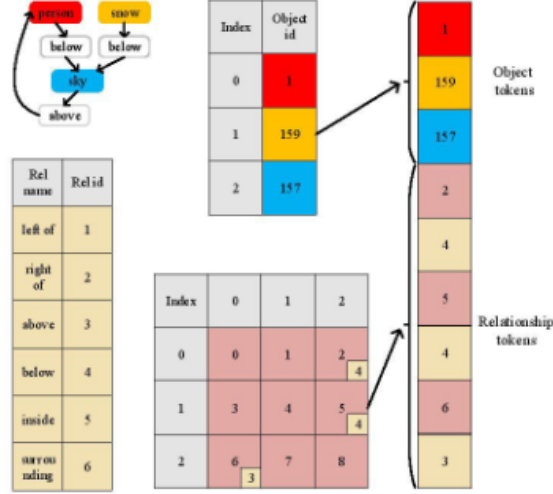 person
snow
below
below
sky
above
Index
Object
id
0
1
1
159
2
157
1
159
157
2
4
5
4
6
3
Object
tokens
Relationship
tokens
Rel
name
Rel id
left of
1
right
of
2
above
3
below
4
inside
5
surrou
nding
6
Index
0
1
2
0
0
1
2
4
1
3
4
5
4
2
6
3
7
8